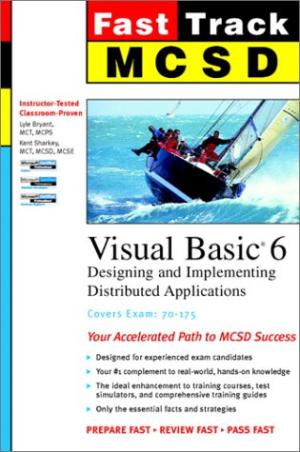 Fast Track
MCSD
Instructor-Tested
Classroom-Proven
Lyle Bryant,
MCT, MCPS
Kent Sharkey,
MCT, MCSD, MCSE
Visual Basic® 6
Designing and Implementing
Distributed Applications
Covers Exam: 70-175
Your Accelerated Path to MCSD Success
Designed for experienced exam candidates
Your #1 complement to real-world, hands-on knowledge
The ideal enhancement to training courses, test
simulators, and comprehensive training guides
Only the essential facts and strategies
PREPARE FAST ▸ REVIEW FAST ▸ PASS FAST